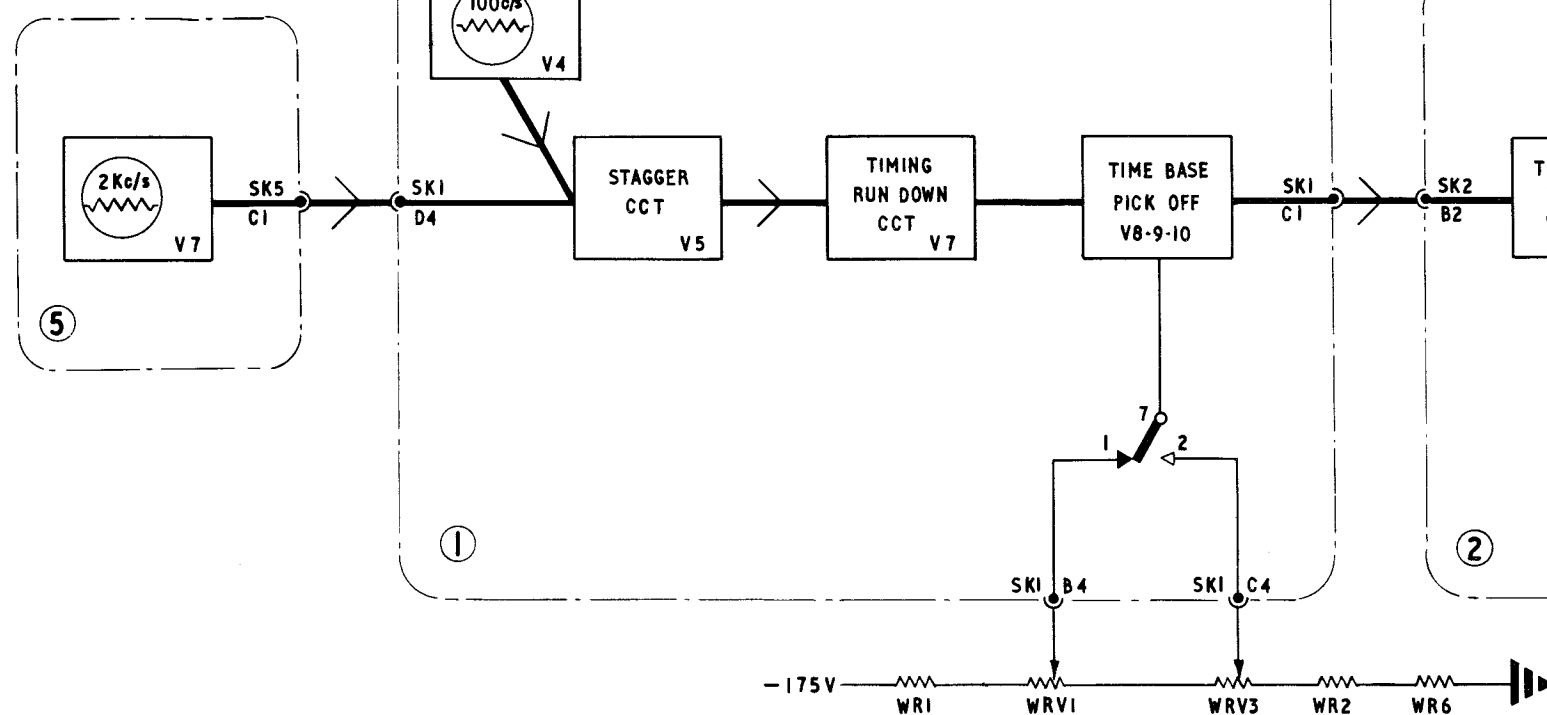 100c/s
V4
2Kc/s
V7
SK5
C1
SK1
D4
STAGGER
CCT
V5
TIMING
RUN DOWN
CCT
V7
TIME BASE
PICK OFF
V8-9-10
SK1
C1
SK2
B2
T
5
7
1
2
1
2
SK1
B4
SK1
C4
-175V
WR1
WRV1
WRV3
WR2
WR6